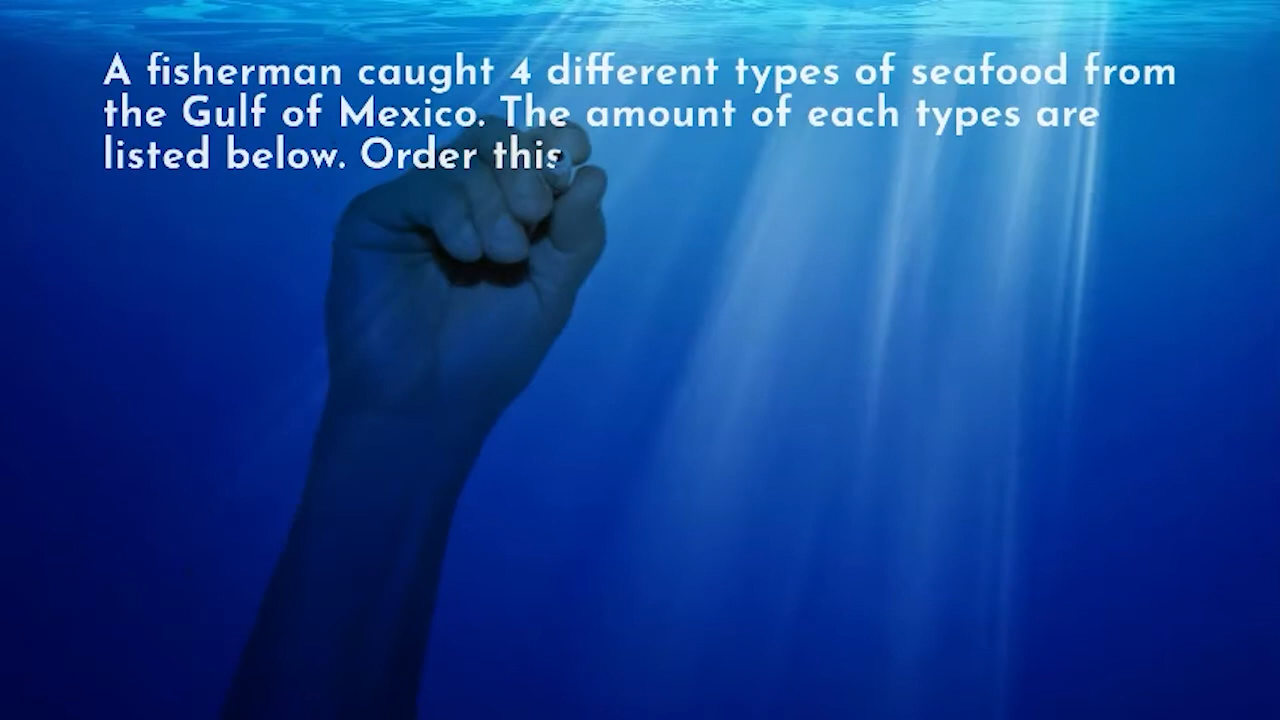 A fisherman caught 4 different types of seafood from
the Gulf of Mexico. The amount of each types are
listed below. Order this